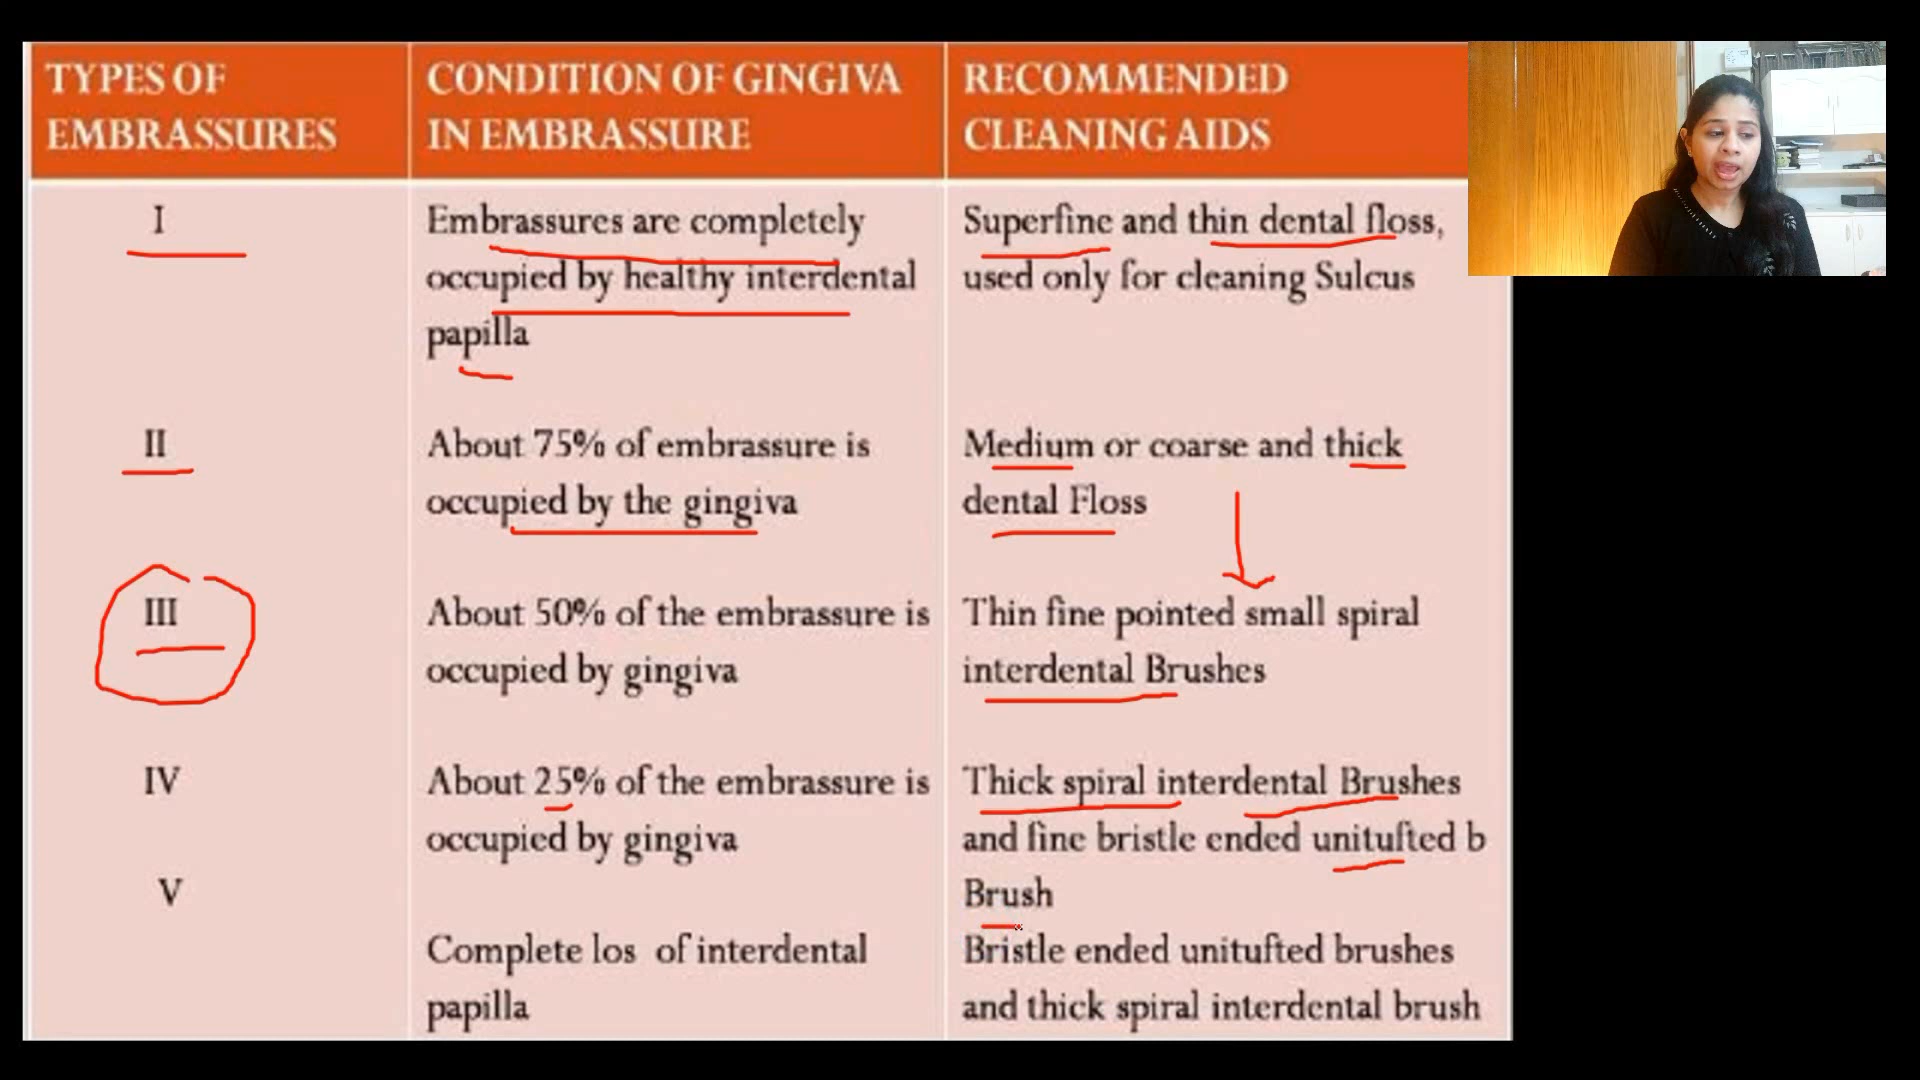 TYPES OF
EMBRASSURES
CONDITION OF GINGIVA
IN EMBRASSURE
RECOMMENDED
CLEANING AIDS
I
Embrassures are completely
occupied by healthy interdental
papilla
Superfine and thin dental floss,
used only for cleaning Sulcus
II
About 75% of embrassure is
occupied by the gingiva
Medium or coarse and thick
dental Floss
III
About 50% of the embrassure is
occupied by gingiva
Thin fine pointed small spiral
interdental Brushes
IV
About 25% of the embrassure is
occupied by gingiva
Thick spiral interdental Brushes
and fine bristle ended unitufted b
Brush
V
Complete los of interdental
papilla
Bristle ended unitufted brushes
and thick spiral interdental brush